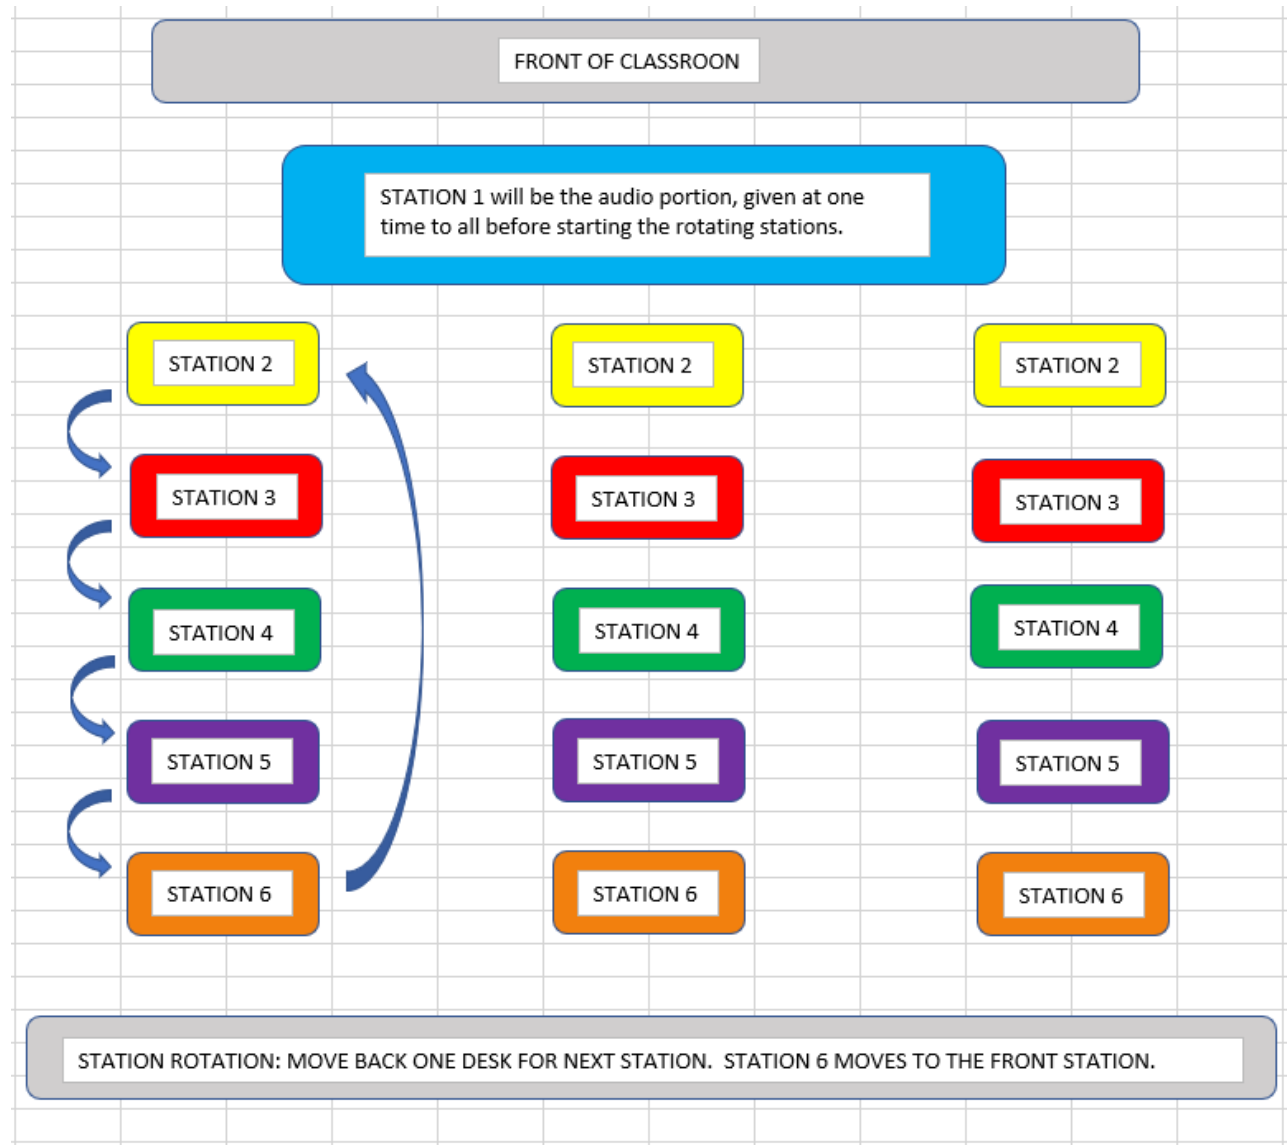 FRONT OF CLASSROON
STATION 1 will be the audio portion, given at one
time to all before starting the rotating stations.
STATION 2
STATION 2
STATION 2
STATION 3
STATION 3
STATION 3
STATION 4
STATION 4
STATION 4
STATION 5
STATION 5
STATION 5
STATION 6
STATION 6
STATION 6
STATION ROTATION: MOVE BACK ONE DESK FOR NEXT STATION.  STATION 6 MOVES TO THE FRONT STATION.